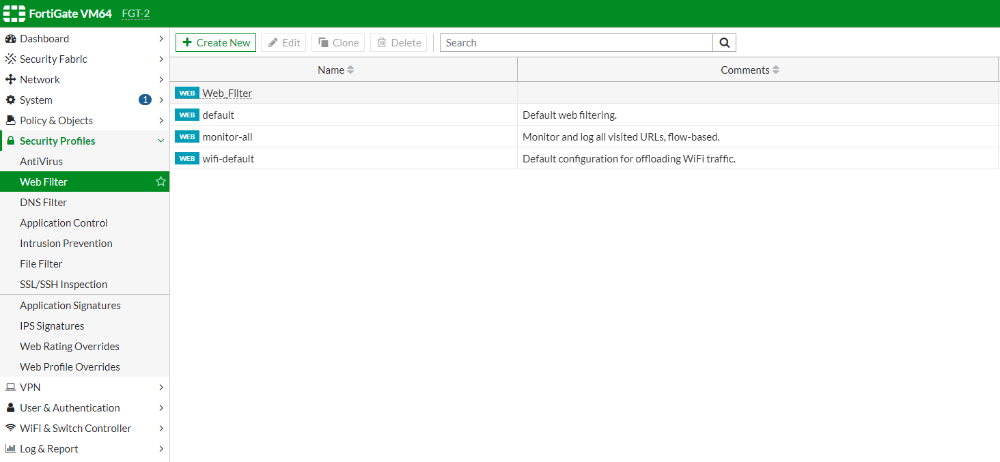 FortiGate VM64 FGT-2
Dashboard
Security Fabric
Network
System 1
Policy & Objects
Security Profiles
AntiVirus
Web Filter
DNS Filter
Application Control
Intrusion Prevention
File Filter
SSL/SSH Inspection
Application Signatures
IPS Signatures
Web Rating Overrides
Web Profile Overrides
VPN
User & Authentication
WiFi & Switch Controller
Log & Report
Create New Edit Clone Delete Search
Name Comments
WEB Web_Filter
WEB default Default web filtering.
WEB monitor-all Monitor and log all visited URLs, flow-based.
WEB wifi-default Default configuration for offloading WiFi traffic.